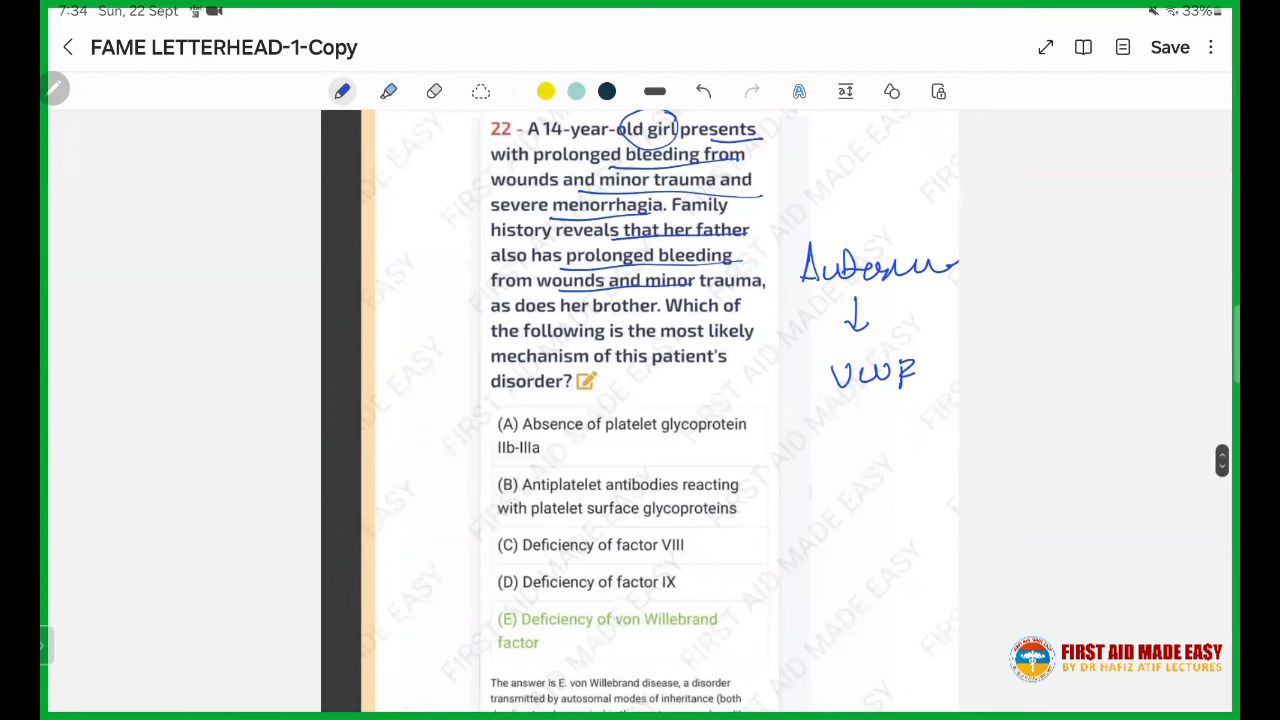 7:34 Sun, 22 Sept
33%
FAME LETTERHEAD-1-Copy
Save
22 - A 14-year-old girl presents
with prolonged bleeding from
wounds and minor trauma and
severe menorrhagia. Family
history reveals that her father
also has prolonged bleeding
from wounds and minor trauma,
as does her brother. Which of
the following is the most likely
mechanism of this patient's
disorder?
VWF
(A) Absence of platelet glycoprotein
IIb-IIIa
(B) Antiplatelet antibodies reacting
with platelet surface glycoproteins
(C) Deficiency of factor VIII
(D) Deficiency of factor IX
(E) Deficiency of von Willebrand
factor
The answer is E. von Willebrand disease, a disorder
transmitted by autosomal modes of inheritance (both
FIRST AID MADE EASY
BY DR HAFIZ ATIF LECTURES